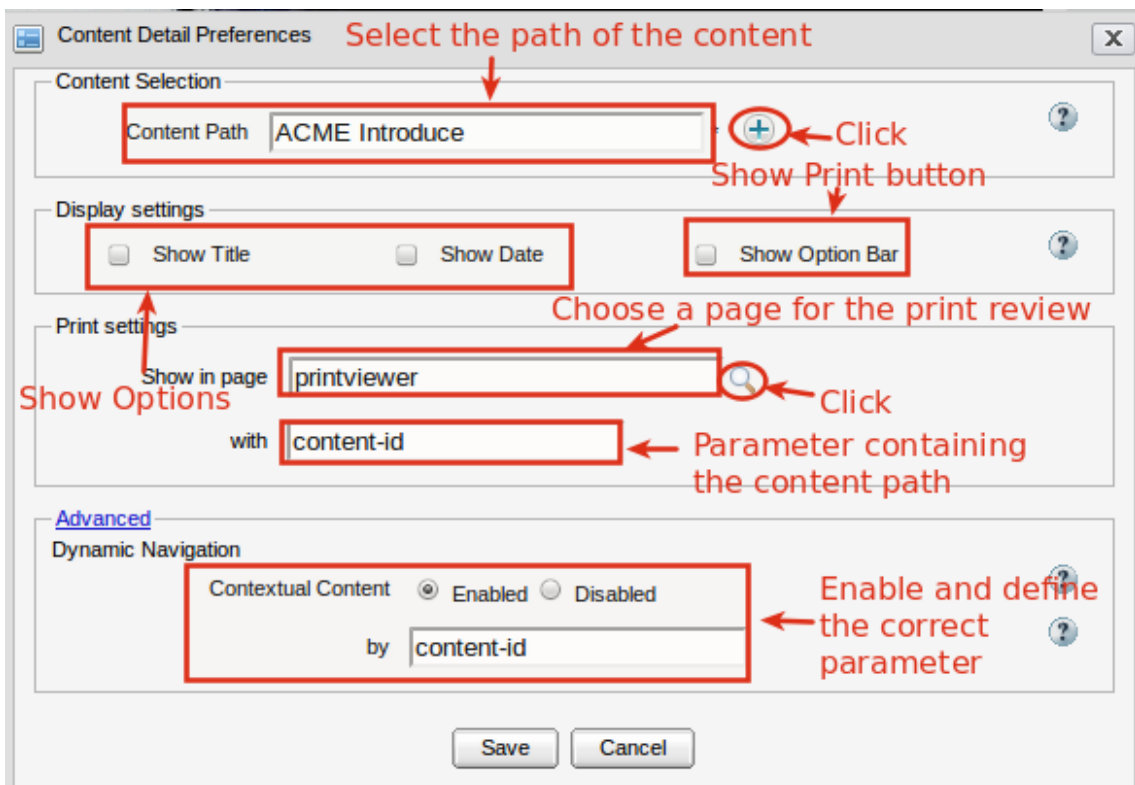 Content Detail Preferences
Select the path of the content
X
Content Selection
Content Path ACME Introduce * + Click
?
Show Print button
Display settings
Show Title Show Date Show Option Bar
?
Choose a page for the print review
Print settings
Show in page printviewer
Show Options
Click
with content-id
Parameter containing
the content path
Advanced
Dynamic Navigation
Contextual Content Enabled Disabled
?
by content-id
?
Enable and define
the correct
parameter
Save Cancel